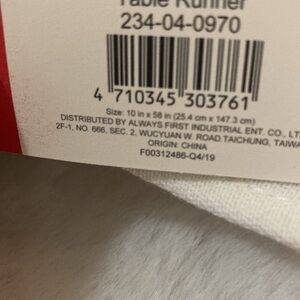 Table Runner
234-04-0970
4 710345 303761
Size: 10 in x 58 in (25.4 cm x 147.3 cm)
DISTRIBUTED BY ALWAYS FIRST INDUSTRIAL ENT. CO., LT
2F-1, NO. 666, SEC. 2, WUCYUAN W. ROAD.TAICHUNG, TAIWA
ORIGIN: CHINA
F00312486-Q4/19